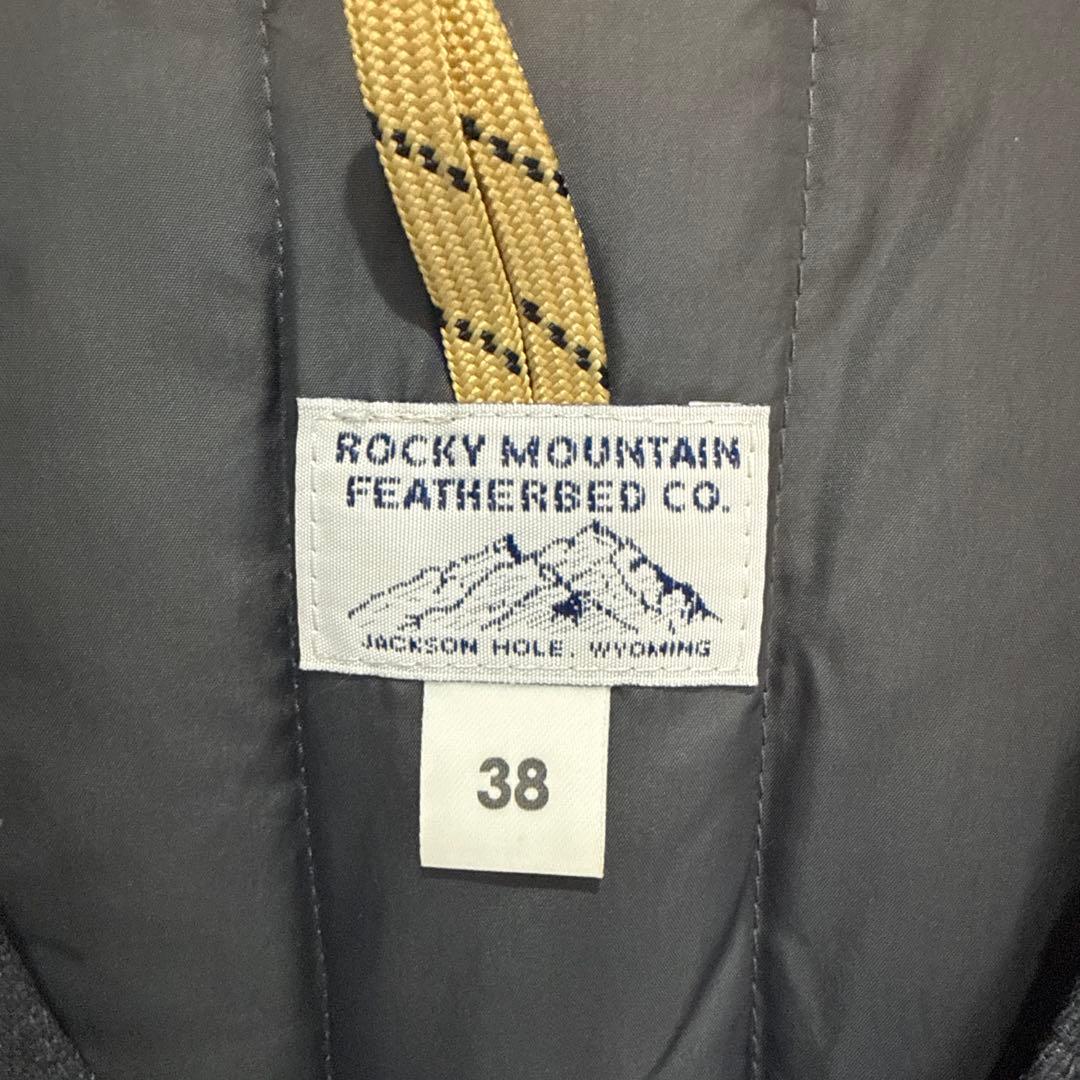 ROCKY MOUNTAIN
FEATHERBED CO.
JACKSON HOLE, WYOMING
38